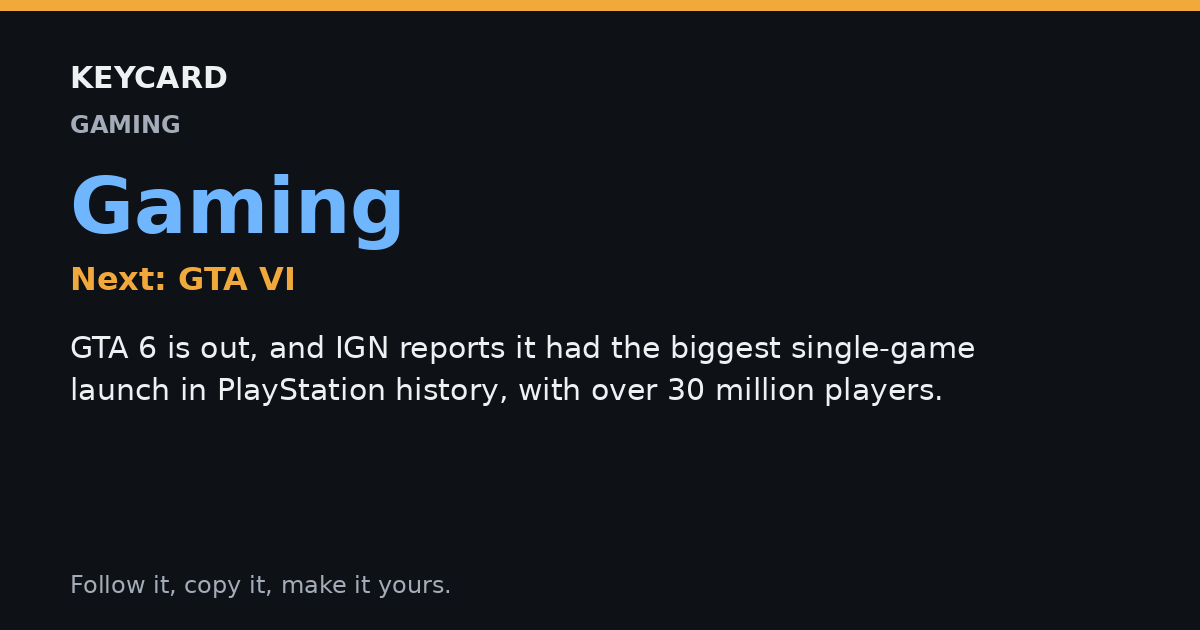 KEYCARD
GAMING
Gaming
Next: GTA VI
GTA 6 is out, and IGN reports it had the biggest single-game
launch in PlayStation history, with over 30 million players.
Follow it, copy it, make it yours.